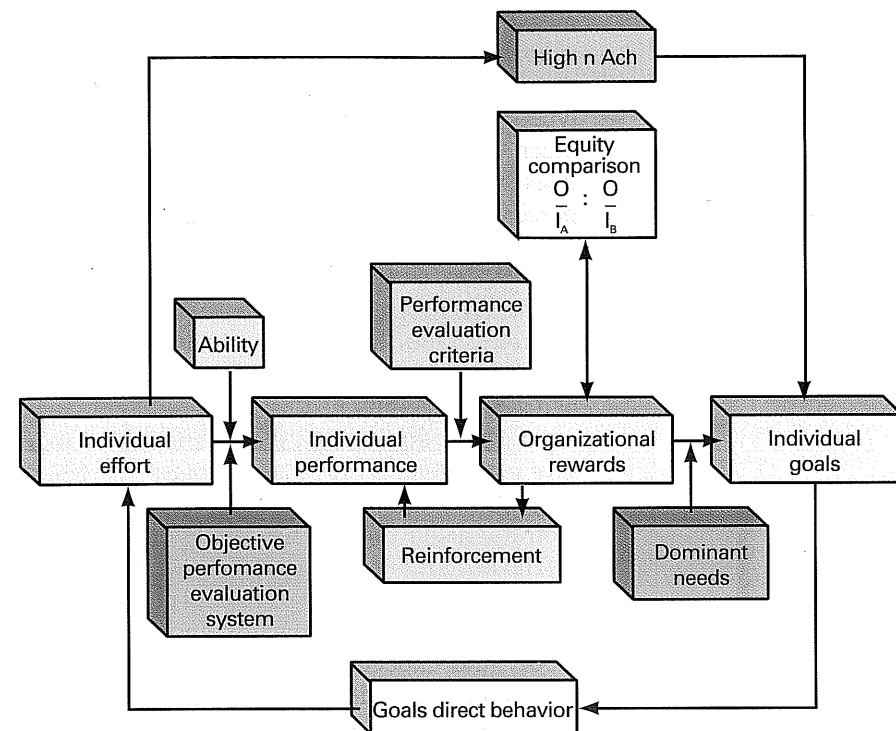 High n Ach
Equity
comparison
O : O
I_A I_B
Performance
evaluation
criteria
Ability
Individual
effort
Individual
performance
Organizational
rewards
Individual
goals
Objective
perfomance
evaluation
system
Reinforcement
Dominant
needs
Goals direct behavior